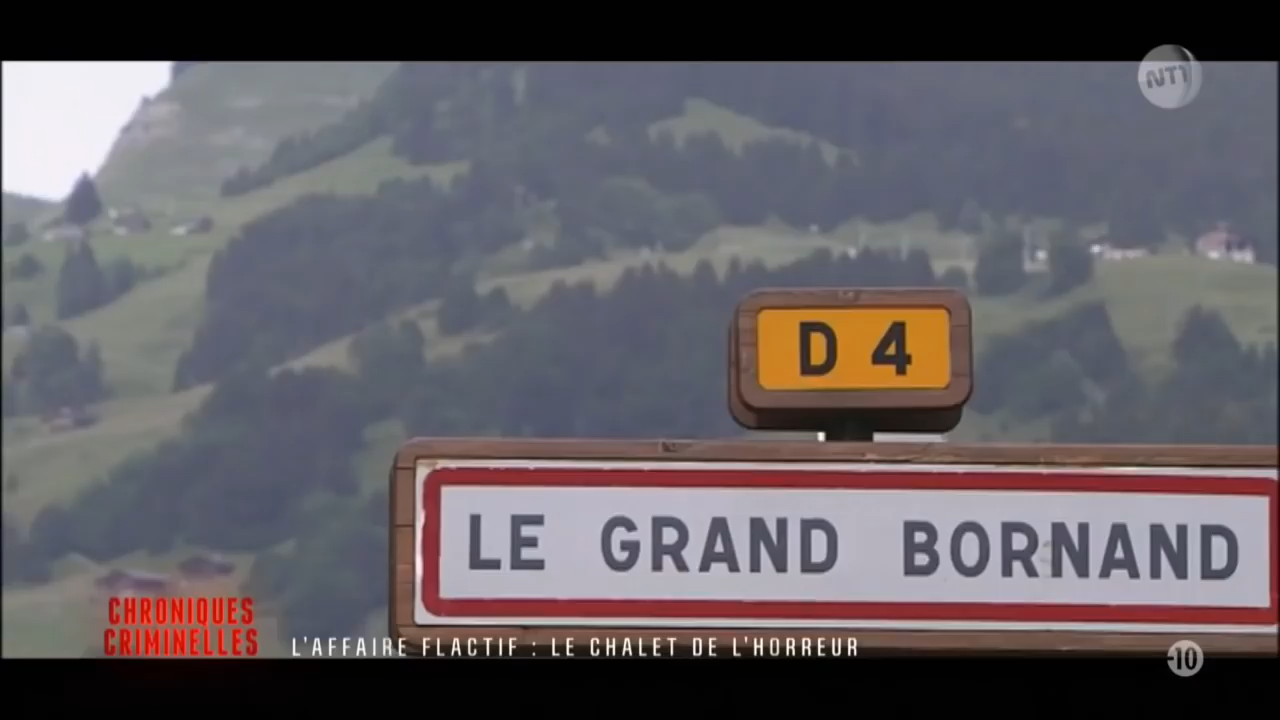 NT1
D 4
LE GRAND BORNAND
CHRONIQUES
CRIMINELLES
L'AFFAIRE FLACTIF : LE CHALET DE L'HORREUR
-10